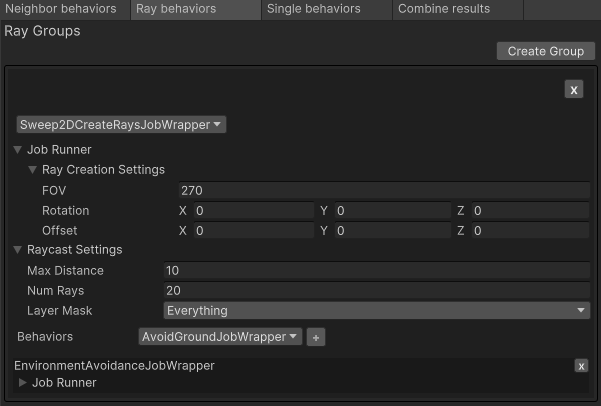 Neighbor behaviors Ray behaviors Single behaviors Combine results
Ray Groups
Create Group
x
Sweep2DCreateRaysJobWrapper
Job Runner
Ray Creation Settings
FOV 270
Rotation X 0 Y 0 Z 0
Offset X 0 Y 0 Z 0
Raycast Settings
Max Distance 10
Num Rays 20
Layer Mask Everything
Behaviors AvoidGroundJobWrapper +
EnvironmentAvoidanceJobWrapper x
Job Runner